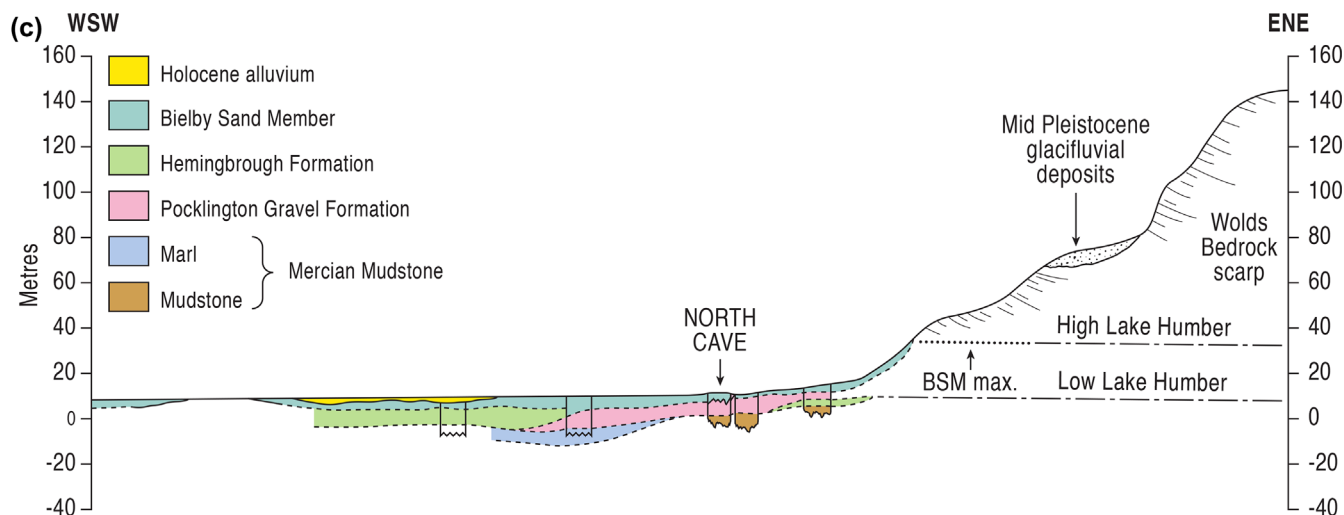 (c) WSW
ENE
160
140
120
100
80
60
40
20
0
-20
-40
Metres
Holocene alluvium
Bielby Sand Member
Hemingbrough Formation
Pocklington Gravel Formation
Marl
Mudstone
Mercian Mudstone
NORTH
CAVE
Mid Pleistocene
glacifluvial
deposits
Wolds
Bedrock
scarp
High Lake Humber
BSM max.
Low Lake Humber
160
140
120
100
80
60
40
20
0
-20
-40